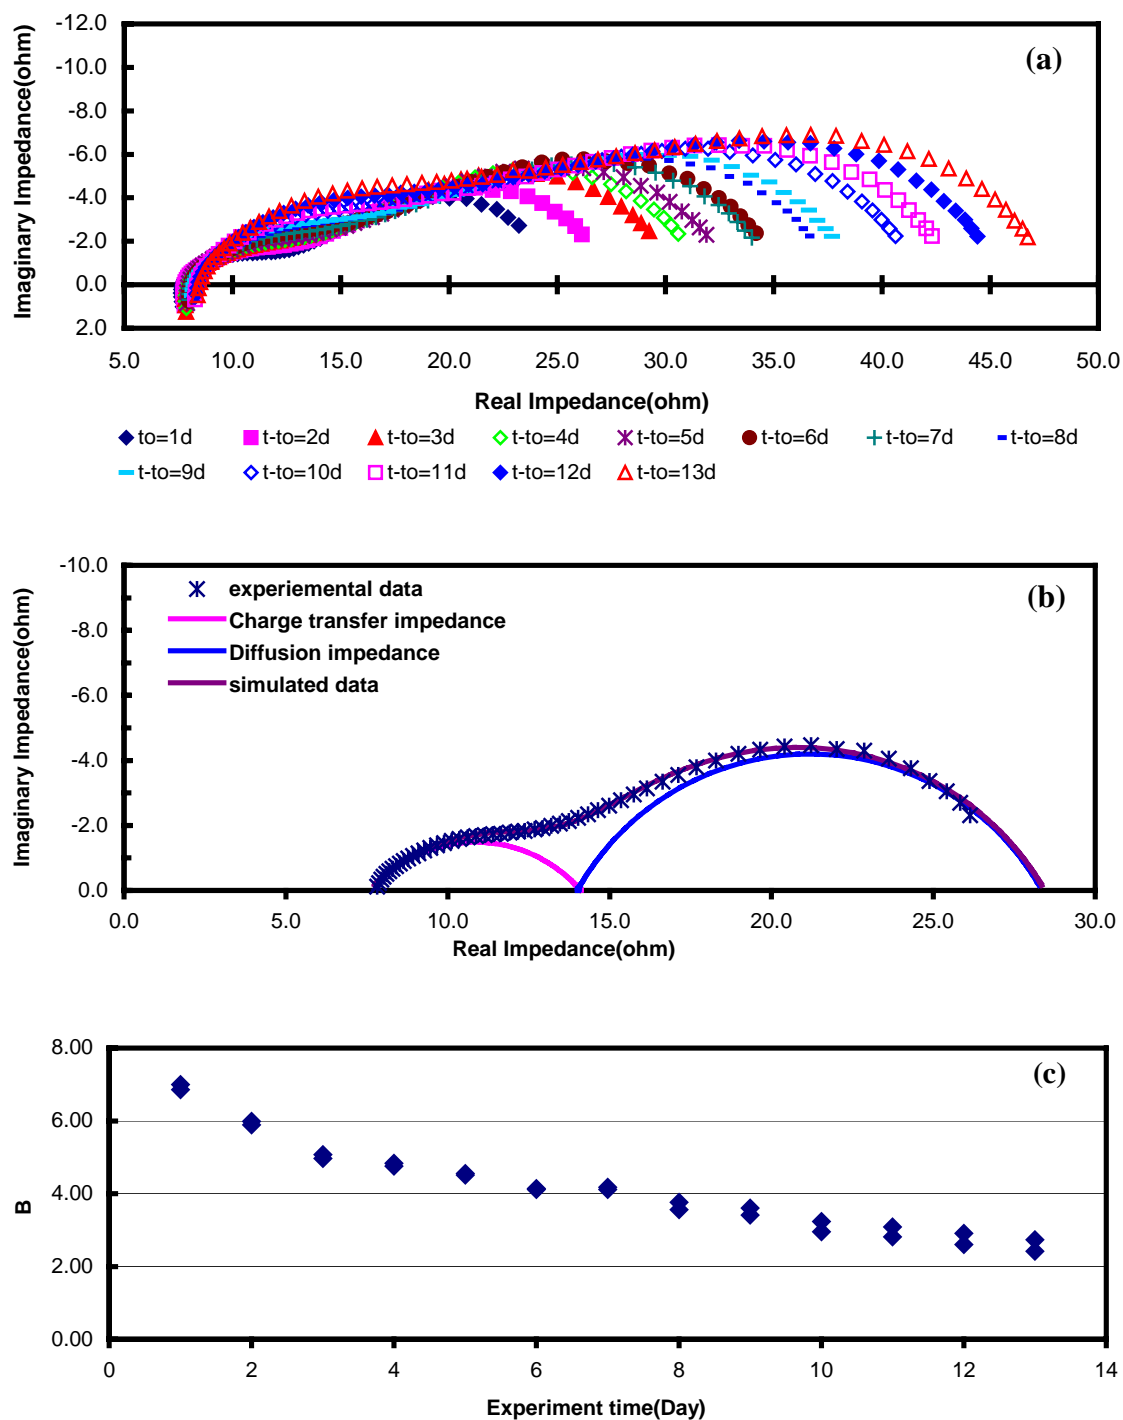 -12.0
(a)
-10.0
-8.0
-6.0
-4.0
-2.0
0.0
2.0
Imaginary Impedance(ohm)
5.0 10.0 15.0 20.0 25.0 30.0 35.0 40.0 45.0 50.0
Real Impedance(ohm)
to=1d t-to=2d t-to=3d t-to=4d t-to=5d t-to=6d t-to=7d t-to=8d
t-to=9d t-to=10d t-to=11d t-to=12d t-to=13d
-10.0
(b)
experiemental data
Charge transfer impedance
Diffusion impedance
simulated data
-8.0
-6.0
-4.0
-2.0
0.0
Imaginary Impedance(ohm)
0.0 5.0 10.0 15.0 20.0 25.0 30.0
Real Impedance(ohm)
8.00
(c)
6.00
4.00
2.00
0.00
B
0 2 4 6 8 10 12 14
Experiment time(Day)